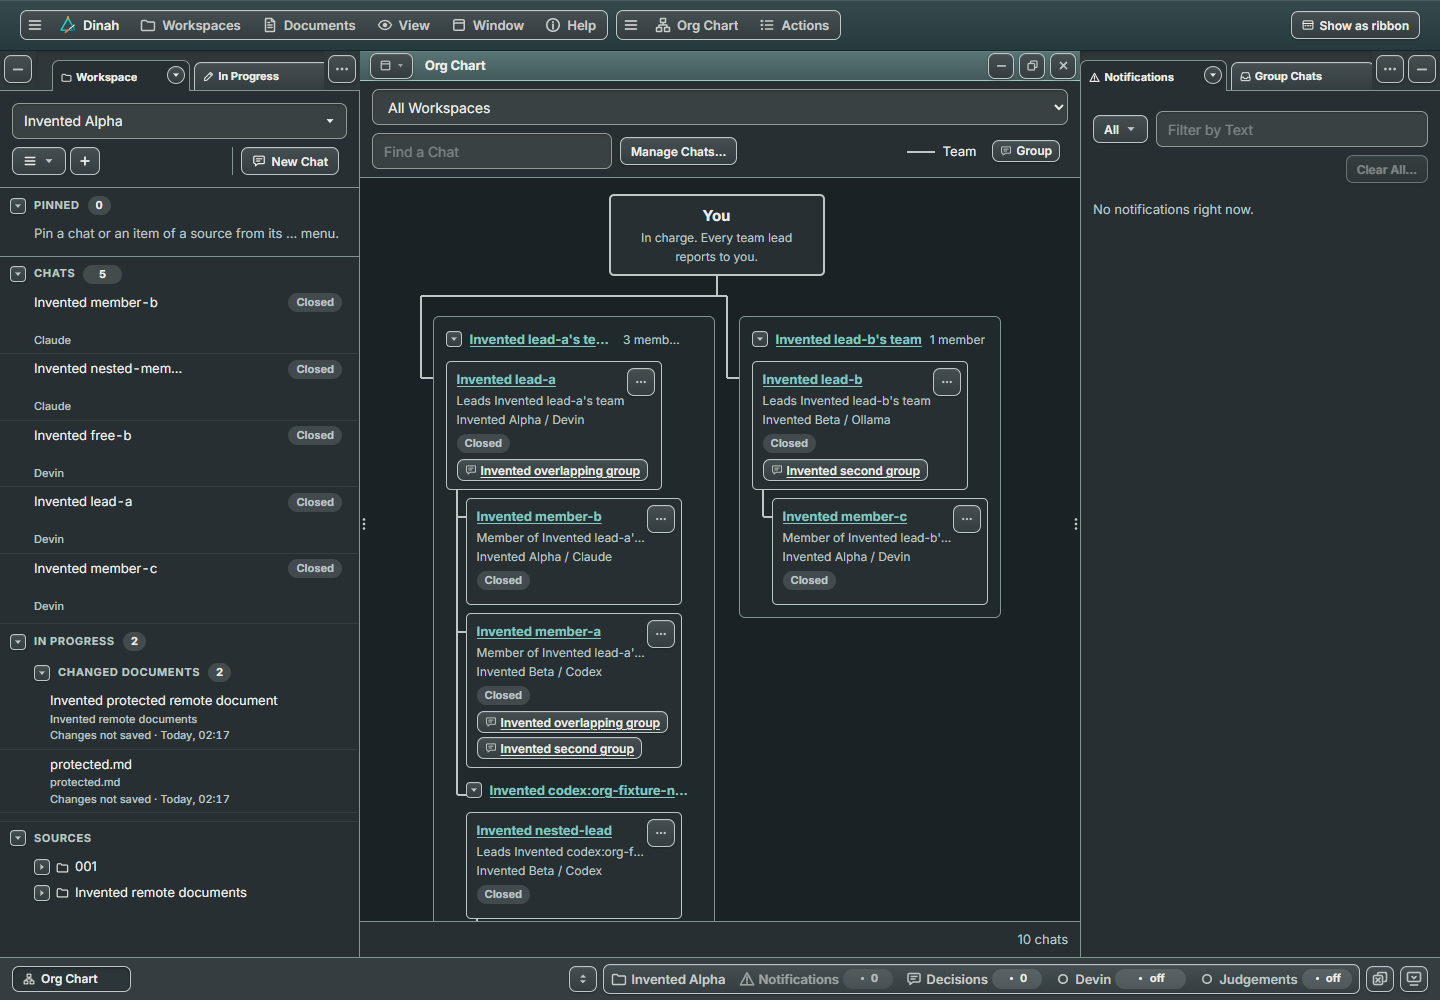 Dinah Workspaces Documents View Window Help Org Chart Actions Show as ribbon
Workspace In Progress
Invented Alpha
New Chat
PINNED 0
Pin a chat or an item of a source from its ... menu.
CHATS 5
Invented member-b Closed
Claude
Invented nested-mem... Closed
Claude
Invented free-b Closed
Devin
Invented lead-a Closed
Devin
Invented member-c Closed
Devin
IN PROGRESS 2
CHANGED DOCUMENTS 2
Invented protected remote document
Invented remote documents
Changes not saved · Today, 02:17
protected.md
protected.md
Changes not saved · Today, 02:17
SOURCES
001
Invented remote documents
Org Chart
All Workspaces
Find a Chat Manage Chats... Team Group
You
In charge. Every team lead
reports to you.
Invented lead-a's te... 3 memb...
Invented lead-a
Leads Invented lead-a's team
Invented Alpha / Devin
Closed
Invented overlapping group
Invented member-b
Member of Invented lead-a'...
Invented Alpha / Claude
Closed
Invented member-a
Member of Invented lead-a'...
Invented Beta / Codex
Closed
Invented overlapping group
Invented second group
Invented codex:org-fixture-n...
Invented nested-lead
Leads Invented codex:org-f...
Invented Beta / Codex
Closed
Invented lead-b's team 1 member
Invented lead-b
Leads Invented lead-b's team
Invented Beta / Ollama
Closed
Invented second group
Invented member-c
Member of Invented lead-b'...
Invented Alpha / Devin
Closed
10 chats
Notifications Group Chats
All Filter by Text
Clear All...
No notifications right now.
Org Chart Invented Alpha Notifications · 0 Decisions · 0 Devin · off Judgements · off